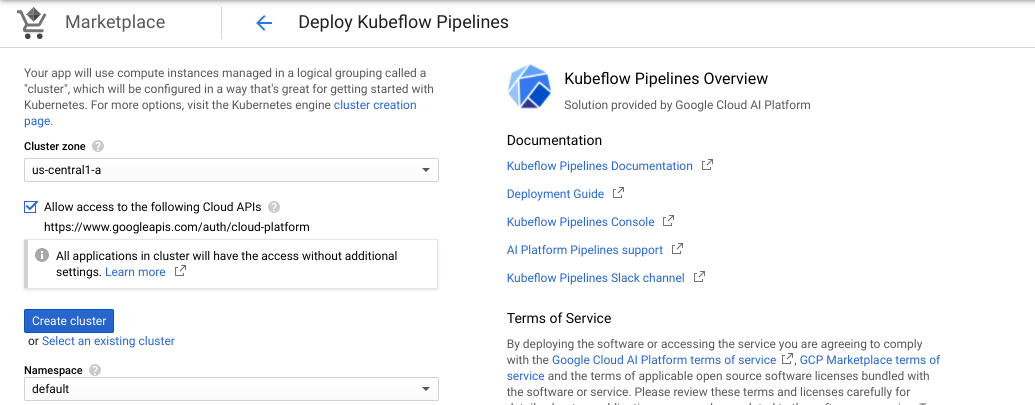 Marketplace
Deploy Kubeflow Pipelines
Your app will use compute instances managed in a logical grouping called a
"cluster", which will be configured in a way that's great for getting started with
Kubernetes. For more options, visit the Kubernetes engine cluster creation
page.
Cluster zone
us-central1-a
Allow access to the following Cloud APIs
https://www.googleapis.com/auth/cloud-platform
All applications in cluster will have the access without additional
settings. Learn more
Create cluster
or Select an existing cluster
Namespace
default
Kubeflow Pipelines Overview
Solution provided by Google Cloud AI Platform
Documentation
Kubeflow Pipelines Documentation
Deployment Guide
Kubeflow Pipelines Console
AI Platform Pipelines support
Kubeflow Pipelines Slack channel
Terms of Service
By deploying the software or accessing the service you are agreeing to comply
with the Google Cloud AI Platform terms of service , GCP Marketplace terms of
service and the terms of applicable open source software licenses bundled with
the software or service. Please review these terms and licenses carefully for